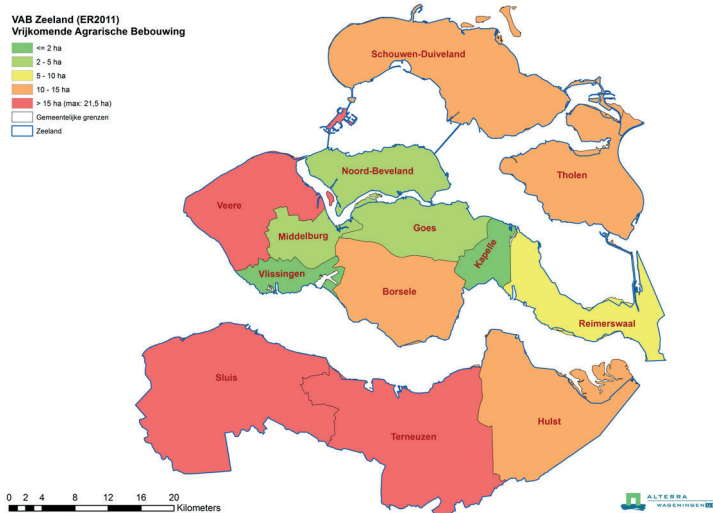 VAB Zeeland (ER2011)
Vrijkomende Agrarische Bebouwing
<= 2 ha
2 - 5 ha
5 - 10 ha
10 - 15 ha
> 15 ha (max: 21,5 ha)
Gemeentelijke grenzen
Zeeland
Schouwen-Duiveland
Noord-Beveland
Tholen
Veere
Goes
Middelburg
Kapelle
Vlissingen
Borsele
Reimerswaal
Sluis
Hulst
Terneuzen
0 2 4 8 12 16 20
Kilometers
ALTERRA
WAGENINGEN UR